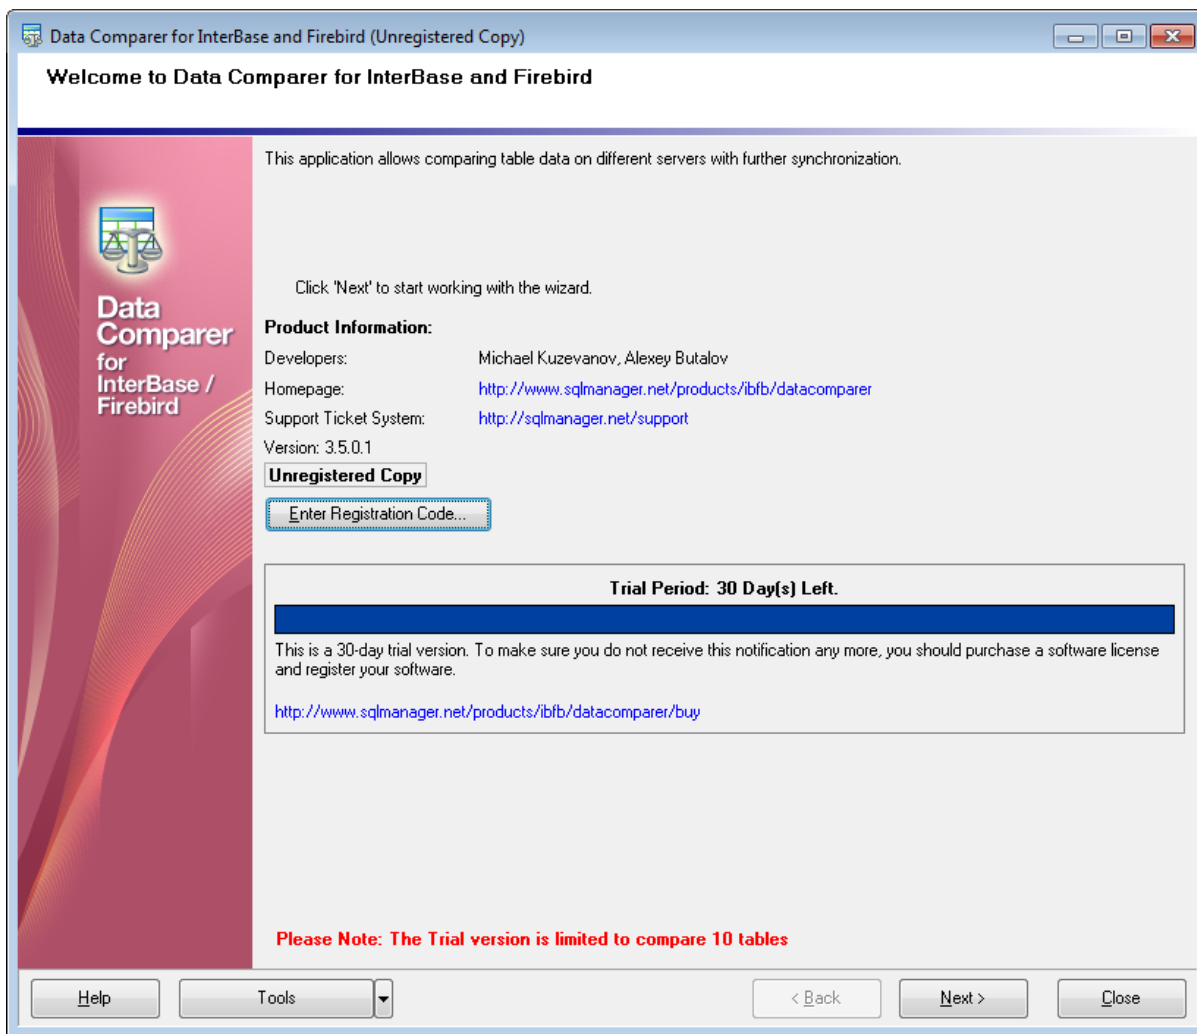 Data Comparer for InterBase and Firebird (Unregistered Copy)
Welcome to Data Comparer for InterBase and Firebird
This application allows comparing table data on different servers with further synchronization.
Data
Comparer
for
InterBase /
Firebird
Click 'Next' to start working with the wizard.
Product Information:
Developers: Michael Kuzevanov, Alexey Butalov
Homepage: http://www.sqlmanager.net/products/ibfb/datacomparer
Support Ticket System: http://sqlmanager.net/support
Version: 3.5.0.1
Unregistered Copy
Enter Registration Code...
Trial Period: 30 Day(s) Left.
This is a 30-day trial version. To make sure you do not receive this notification any more, you should purchase a software license
and register your software.
http://www.sqlmanager.net/products/ibfb/datacomparer/buy
Please Note: The Trial version is limited to compare 10 tables
Help Tools < Back Next > Close